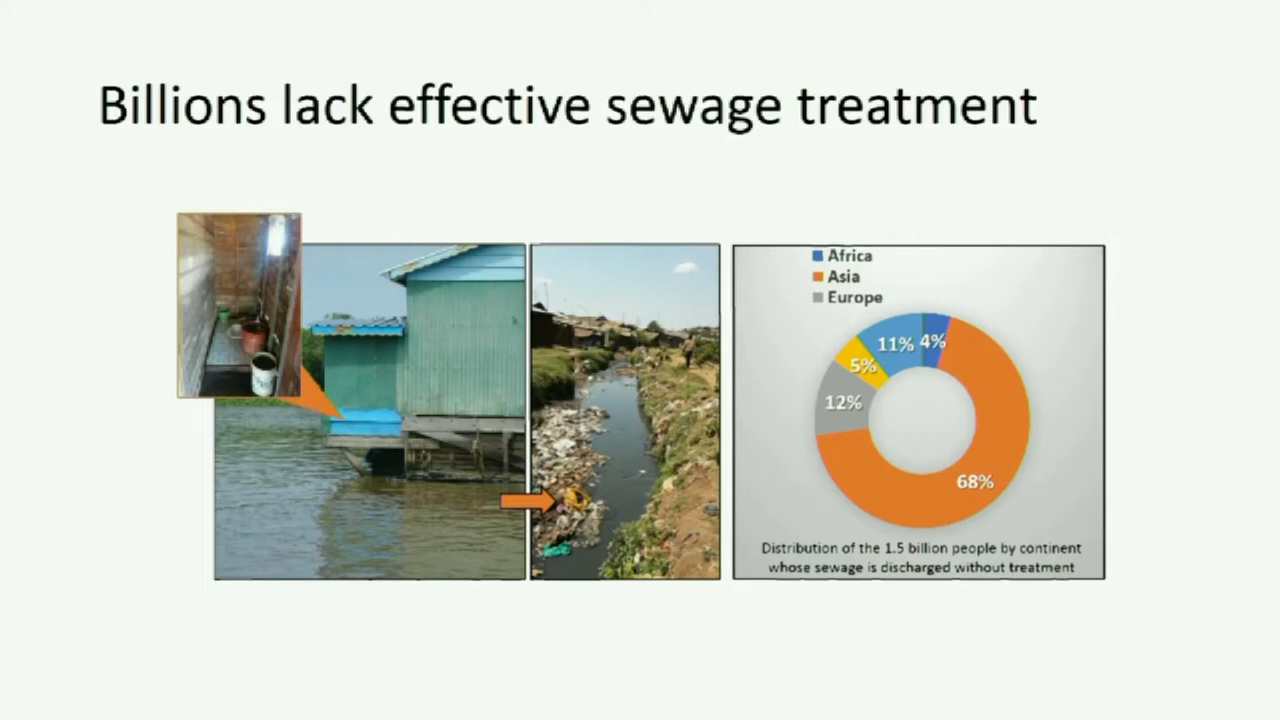 Billions lack effective sewage treatment
Africa
Asia
Europe
11%
4%
5%
12%
68%
Distribution of the 1.5 billion people by continent
whose sewage is discharged without treatment